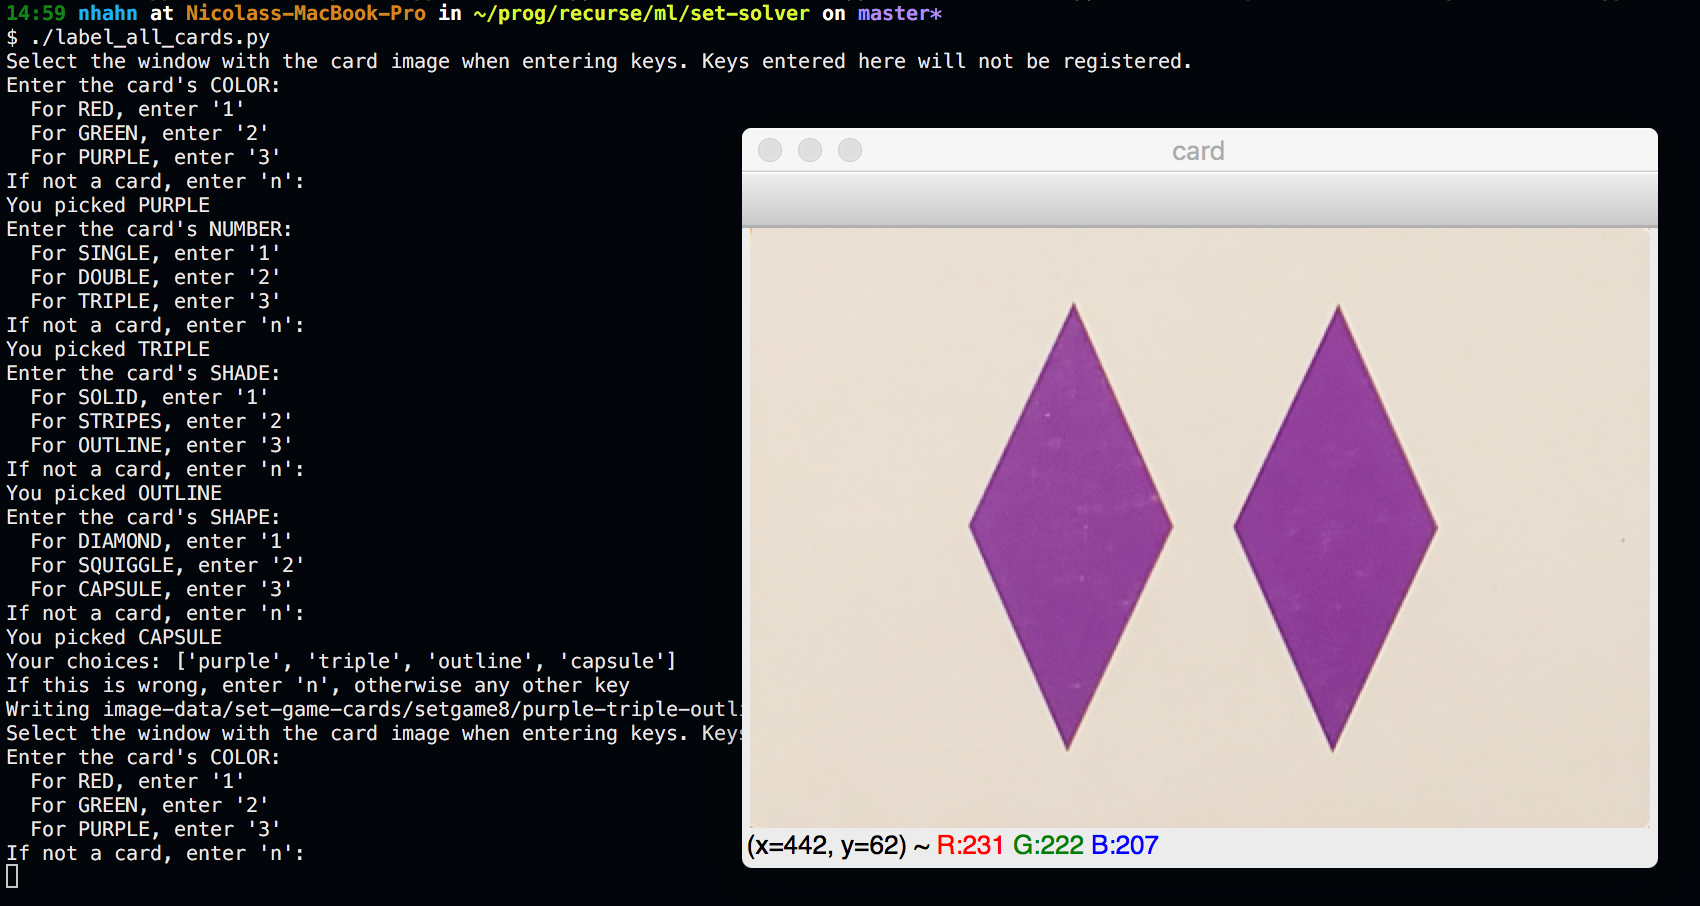 14:59 nhahn at Nicolass-MacBook-Pro in ~/prog/recurse/ml/set-solver on master*
$ ./label_all_cards.py
Select the window with the card image when entering keys. Keys entered here will not be registered.
Enter the card's COLOR:
  For RED, enter '1'
  For GREEN, enter '2'
  For PURPLE, enter '3'
If not a card, enter 'n':
You picked PURPLE
Enter the card's NUMBER:
  For SINGLE, enter '1'
  For DOUBLE, enter '2'
  For TRIPLE, enter '3'
If not a card, enter 'n':
You picked TRIPLE
Enter the card's SHADE:
  For SOLID, enter '1'
  For STRIPES, enter '2'
  For OUTLINE, enter '3'
If not a card, enter 'n':
You picked OUTLINE
Enter the card's SHAPE:
  For DIAMOND, enter '1'
  For SQUIGGLE, enter '2'
  For CAPSULE, enter '3'
If not a card, enter 'n':
You picked CAPSULE
Your choices: ['purple', 'triple', 'outline', 'capsule']
If this is wrong, enter 'n', otherwise any other key
Writing image-data/set-game-cards/setgame8/purple-triple-outl
Select the window with the card image when entering keys. Keys
Enter the card's COLOR:
  For RED, enter '1'
  For GREEN, enter '2'
  For PURPLE, enter '3'
If not a card, enter 'n':
card
(x=442, y=62) ~ R:231 G:222 B:207